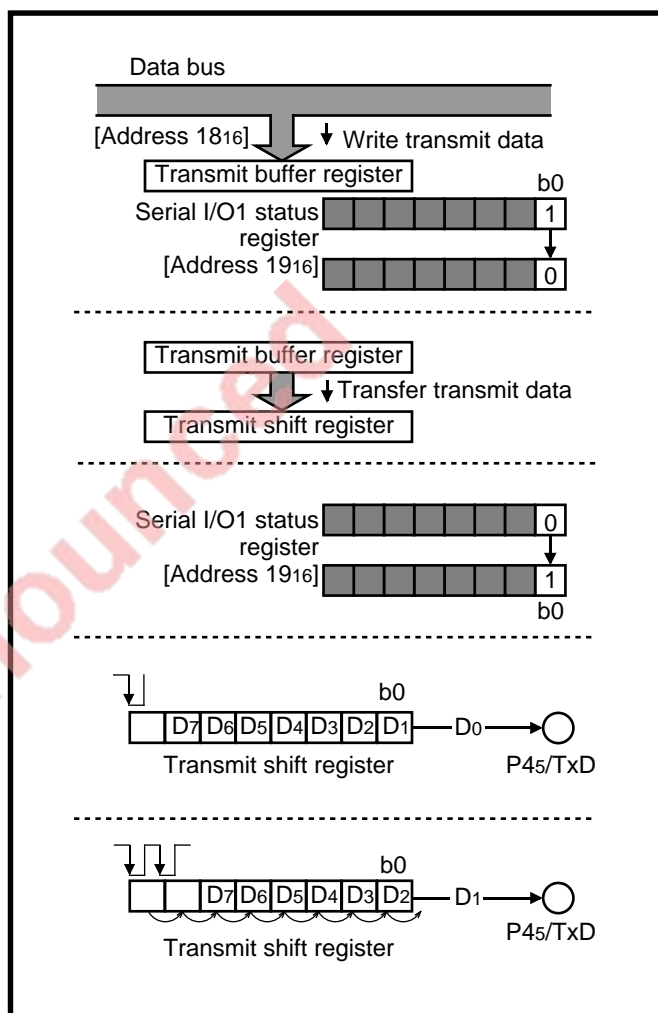 Data bus
[Address 1816] Write transmit data
Transmit buffer register
b0
Serial I/O1 status 1
register
[Address 1916] 0
Transmit buffer register
Transfer transmit data
Transmit shift register
Serial I/O1 status 0
register
[Address 1916] 1
b0
b0
D7 D6 D5 D4 D3 D2 D1 D0
Transmit shift register P45/TxD
b0
D7 D6 D5 D4 D3 D2 D1
Transmit shift register P45/TxD
ounced